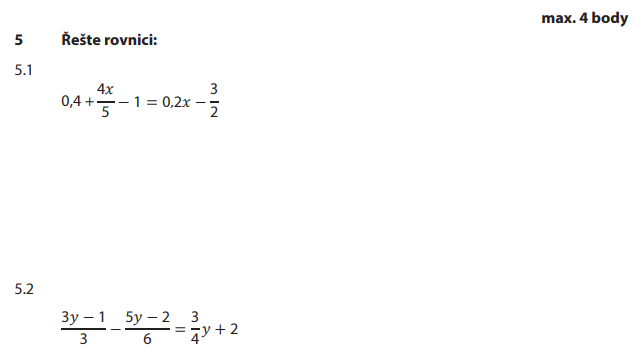 max. 4 body
5 Řešte rovnici:
5.1
0,4 + 4x/5 − 1 = 0,2x − 3/2
5.2
3y − 1/3 − 5y − 2/6 = 3/4 y + 2